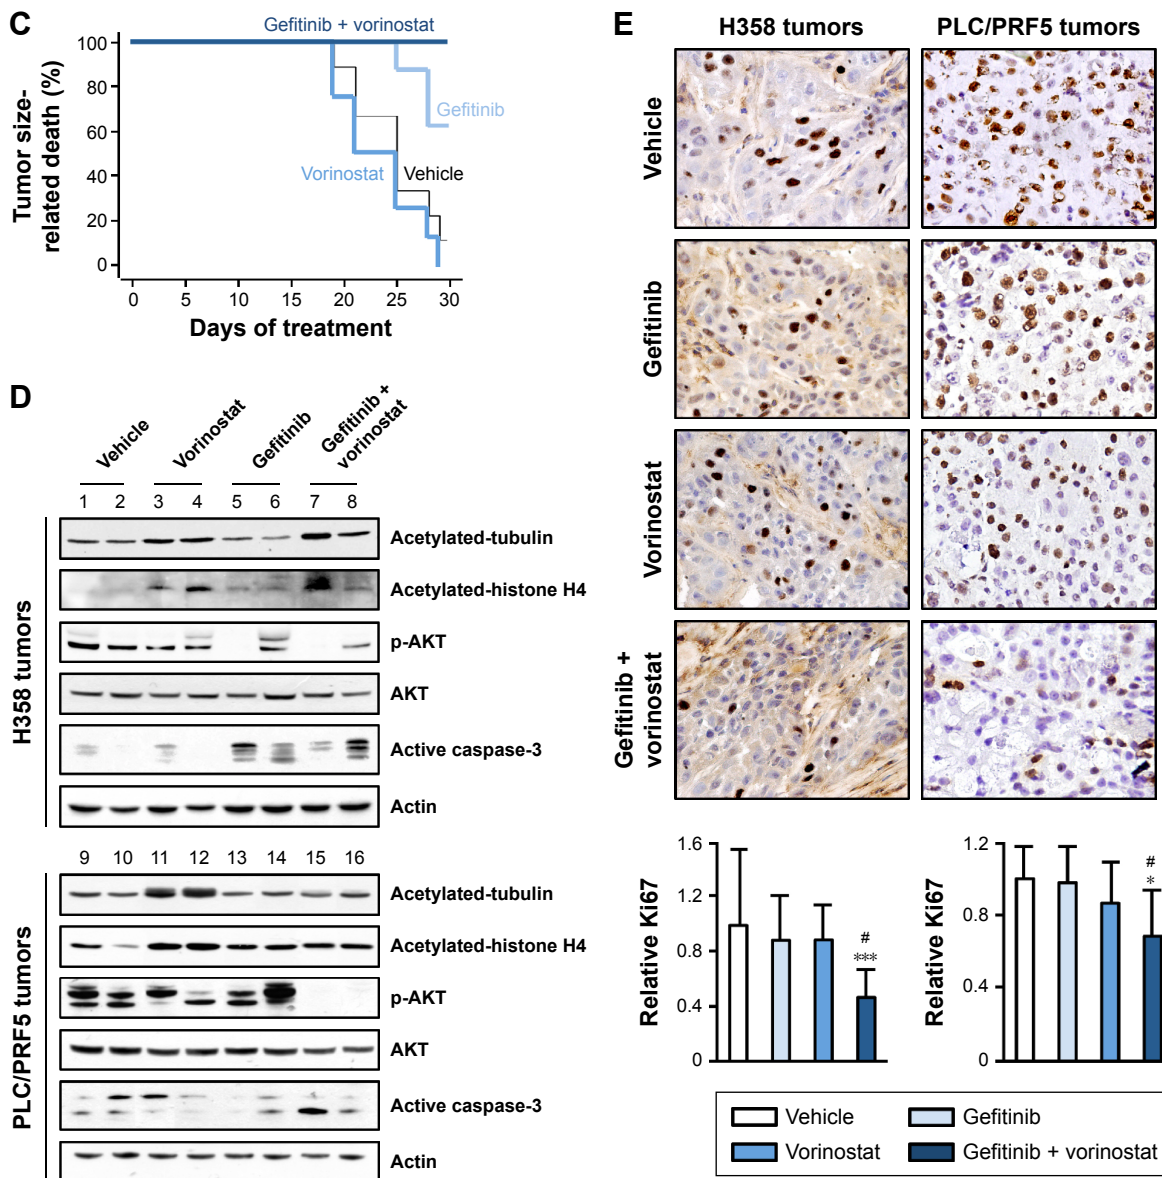 C
Gefitinib + vorinostat
Tumor size-
related death (%)
100
80
60
40
20
0
Gefitinib
Vorinostat
Vehicle
0 5 10 15 20 25 30
Days of treatment
D
Vehicle
Vorinostat
Gefitinib
Gefitinib +
vorinostat
1 2 3 4 5 6 7 8
H358 tumors
Acetylated-tubulin
Acetylated-histone H4
p-AKT
AKT
Active caspase-3
Actin
9 10 11 12 13 14 15 16
PLC/PRF5 tumors
Acetylated-tubulin
Acetylated-histone H4
p-AKT
AKT
Active caspase-3
Actin
E
H358 tumors
PLC/PRF5 tumors
Vehicle
Gefitinib
Vorinostat
Gefitinib +
vorinostat
Relative Ki67
1.6
1.2
0.8
0.4
0
#
***
Relative Ki67
1.2
0.8
0.4
0
#
*
Vehicle
Gefitinib
Vorinostat
Gefitinib + vorinostat